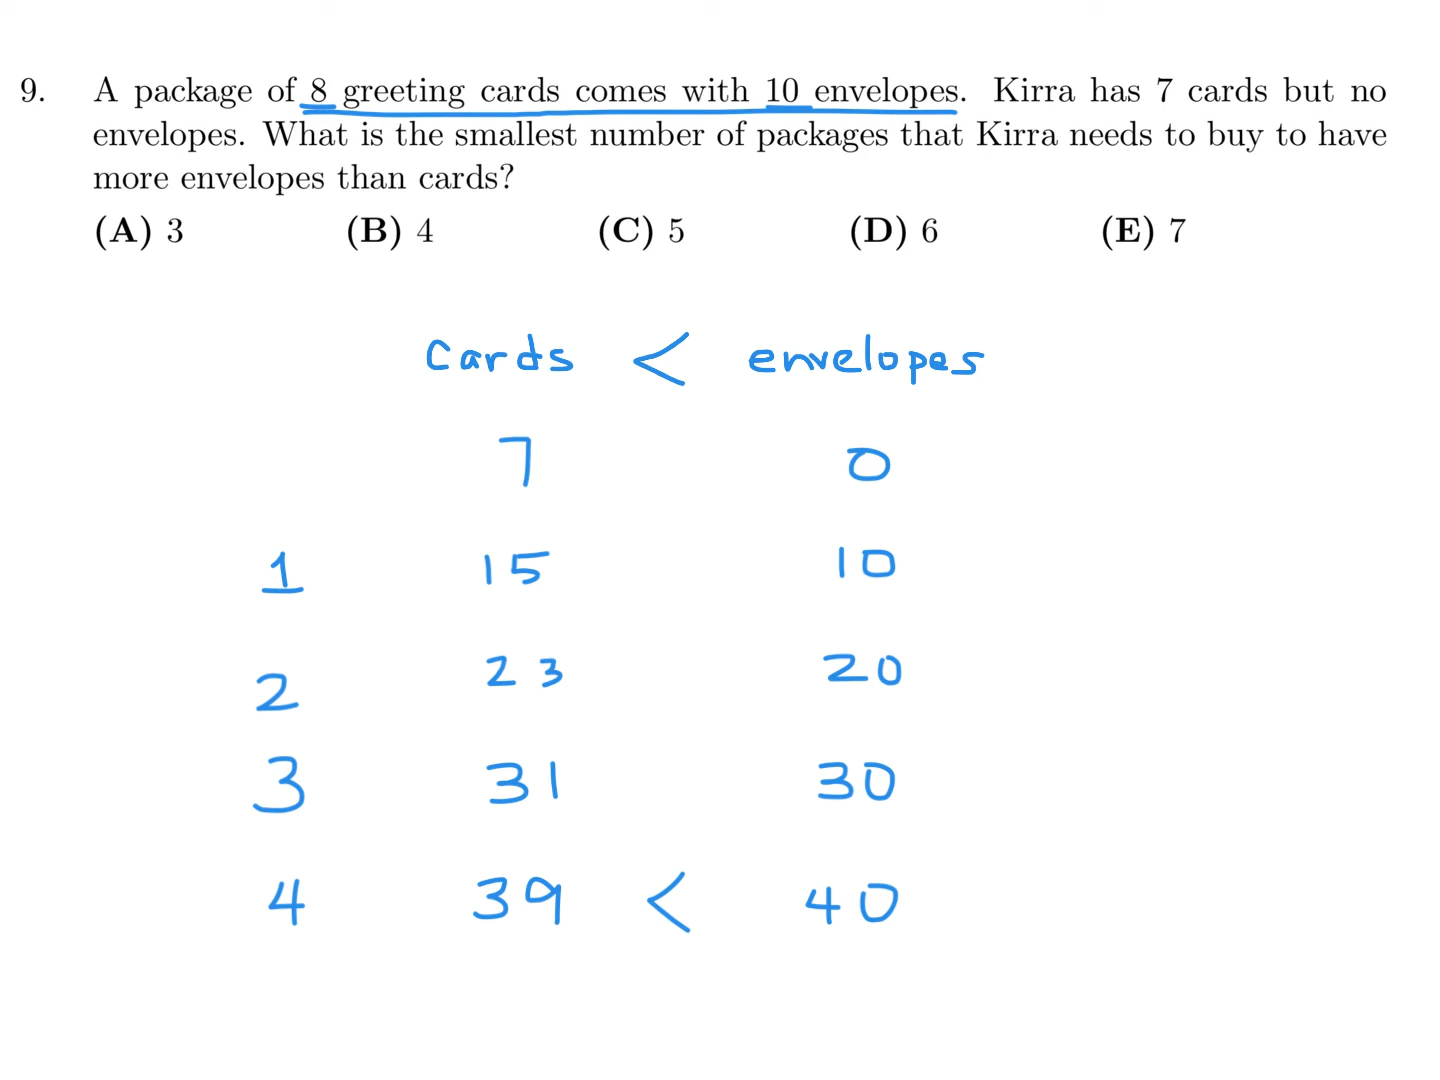 9. A package of 8 greeting cards comes with 10 envelopes. Kirra has 7 cards but no
envelopes. What is the smallest number of packages that Kirra needs to buy to have
more envelopes than cards?
(A) 3 (B) 4 (C) 5 (D) 6 (E) 7
cards < envelopes
7 0
1 15 10
2 23 20
3 31 30
4 39 < 40